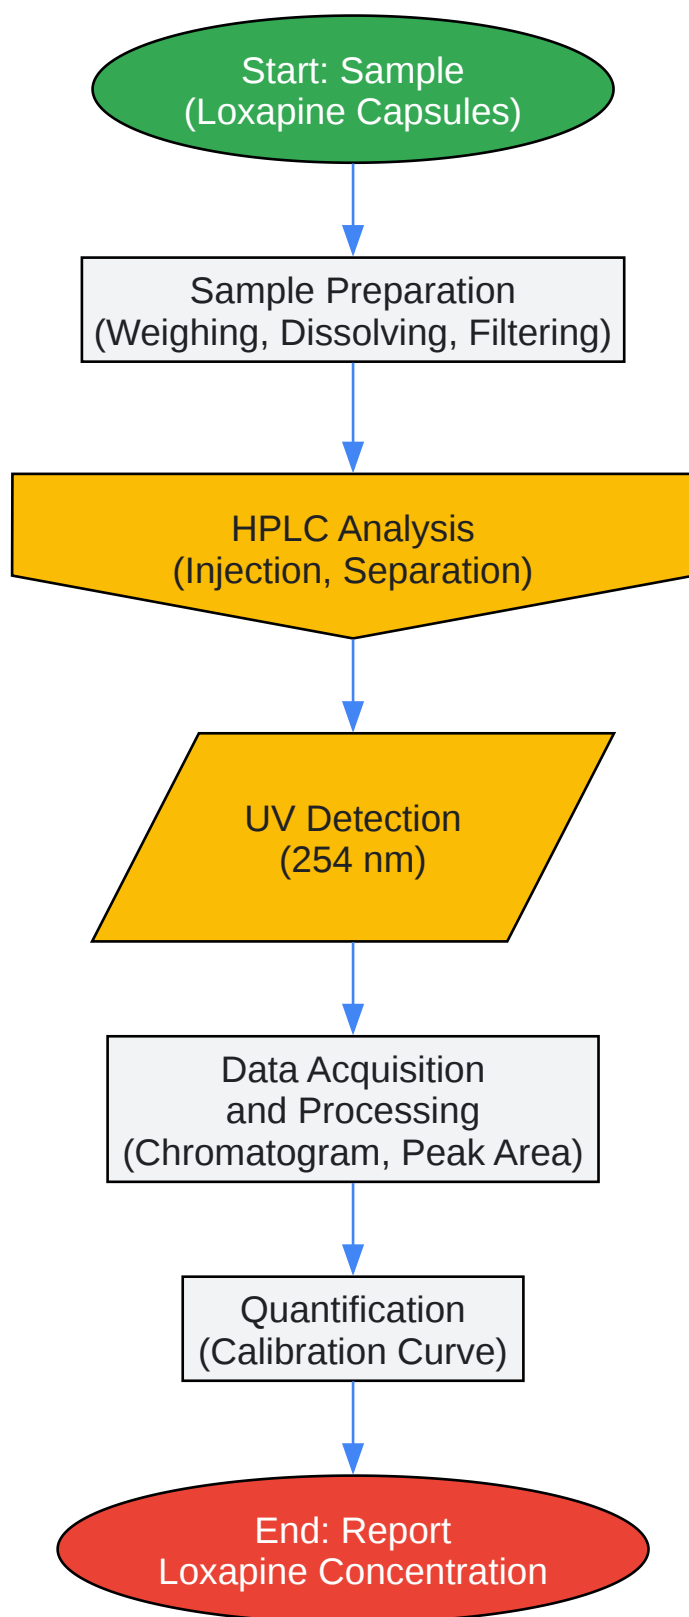 Start: Sample
(Loxapine Capsules)
Sample Preparation
(Weighing, Dissolving, Filtering)
HPLC Analysis
(Injection, Separation)
UV Detection
(254 nm)
Data Acquisition
and Processing
(Chromatogram, Peak Area)
Quantification
(Calibration Curve)
End: Report
Loxapine Concentration